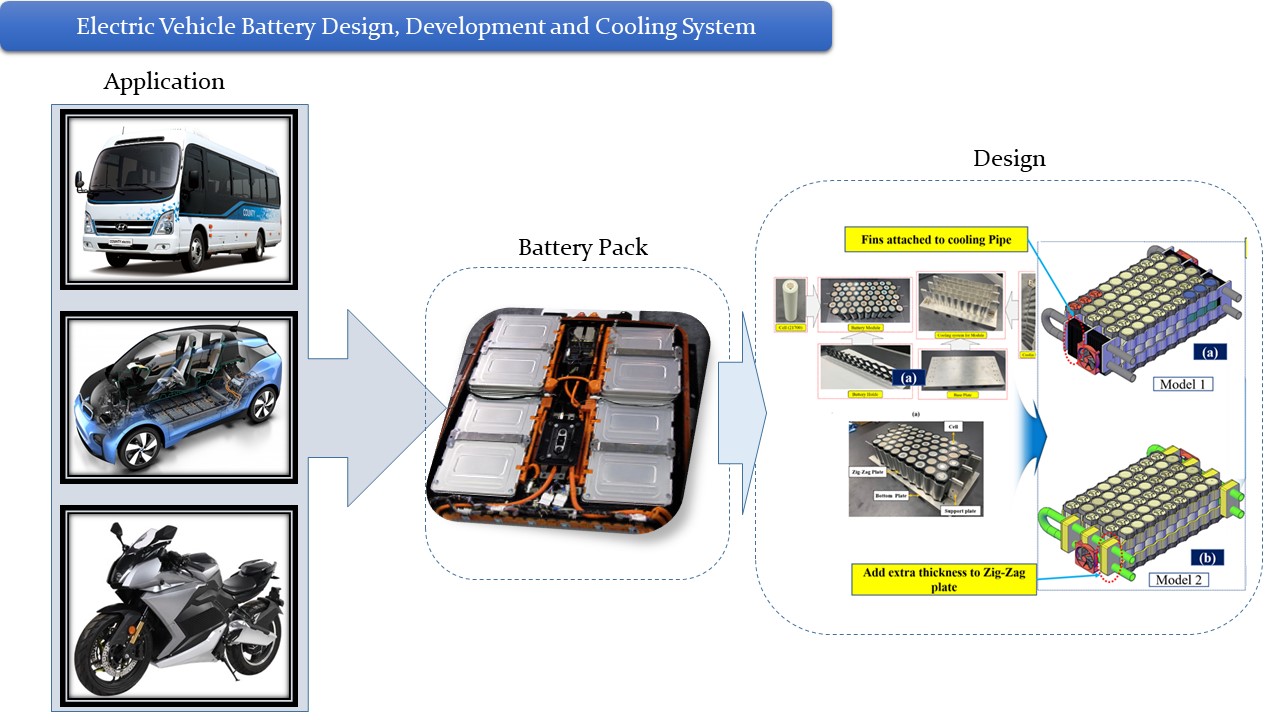 Electric Vehicle Battery Design, Development and Cooling System
Application
COUNTY
Battery Pack
Design
Fins attached to cooling Pipe
Cell (21700)
Battery Module
Cooling system for Module
Battery Holder
(a)
Base Plate
(a)
Cell
Zig-Zag Plate
Bottom Plate
Support plate
(a)
Model 1
(b)
Model 2
Add extra thickness to Zig-Zag
plate